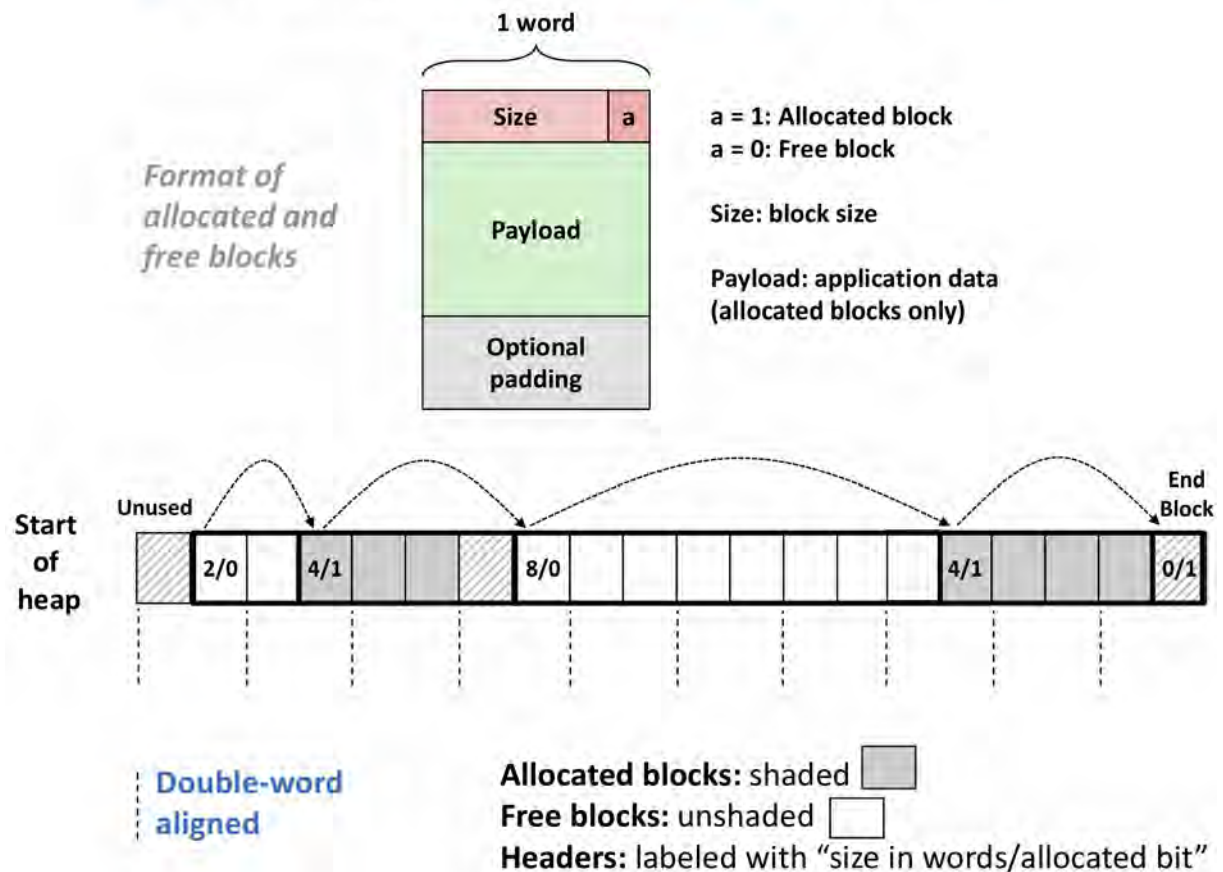 1 word
Size a
Payload
Optional
padding
Format of
allocated and
free blocks
a = 1: Allocated block
a = 0: Free block
Size: block size
Payload: application data
(allocated blocks only)
Start
of
heap
Unused
End
Block
2/0 4/1 8/0 4/1 0/1
Double-word
aligned
Allocated blocks: shaded
Free blocks: unshaded
Headers: labeled with “size in words/allocated bit”